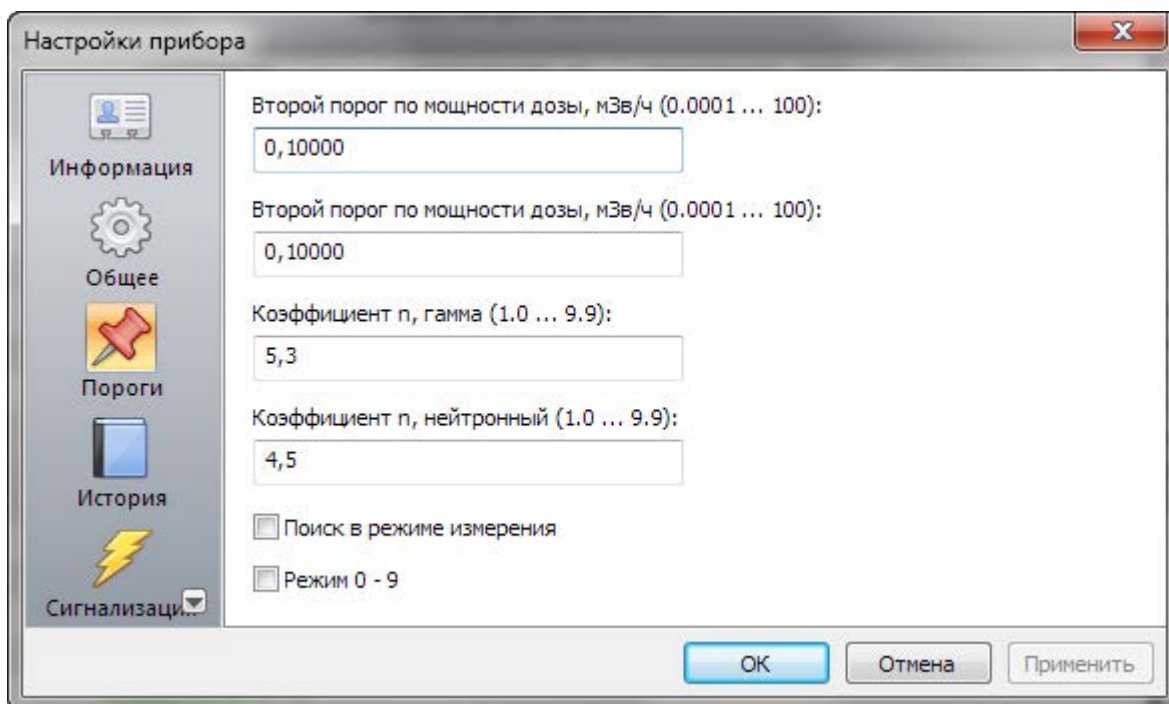 Настройки прибора
Информация
Общее
Пороги
История
Сигнализаци..
Второй порог по мощности дозы, мЗв/ч (0.0001 ... 100):
0,10000
Второй порог по мощности дозы, мЗв/ч (0.0001 ... 100):
0,10000
Коэффициент n, гамма (1.0 ... 9.9):
5,3
Коэффициент n, нейтронный (1.0 ... 9.9):
4,5
Поиск в режиме измерения
Режим 0 - 9
OK
Отмена
Применить